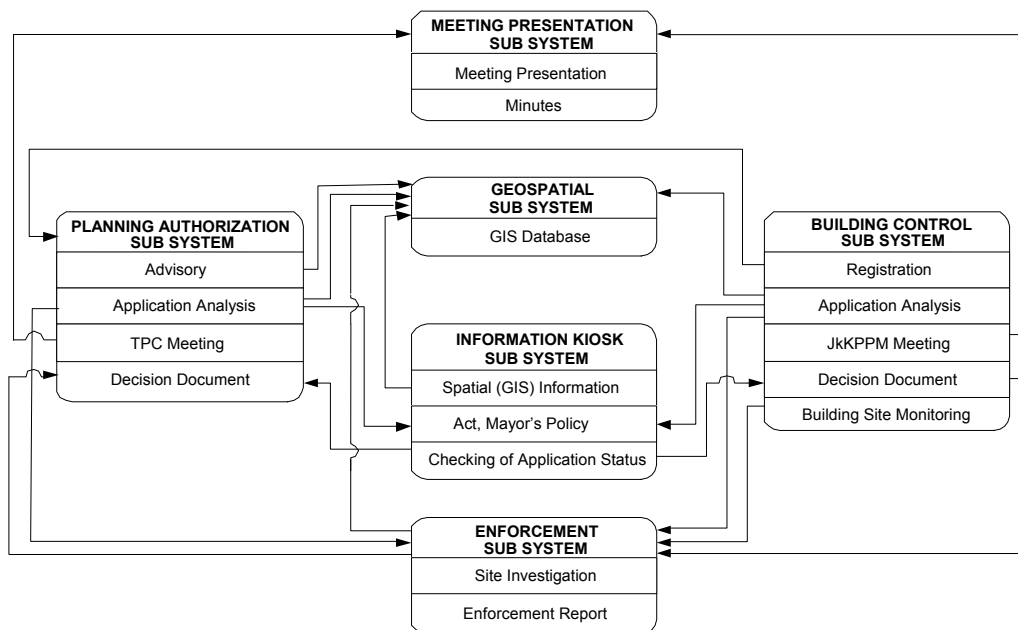 MEETING PRESENTATION
SUB SYSTEM
Meeting Presentation
Minutes
GEOSPATIAL
SUB SYSTEM
GIS Database
PLANNING AUTHORIZATION
SUB SYSTEM
Advisory
Application Analysis
TPC Meeting
Decision Document
BUILDING CONTROL
SUB SYSTEM
Registration
Application Analysis
JkKPPM Meeting
Decision Document
Building Site Monitoring
INFORMATION KIOSK
SUB SYSTEM
Spatial (GIS) Information
Act, Mayor’s Policy
Checking of Application Status
ENFORCEMENT
SUB SYSTEM
Site Investigation
Enforcement Report